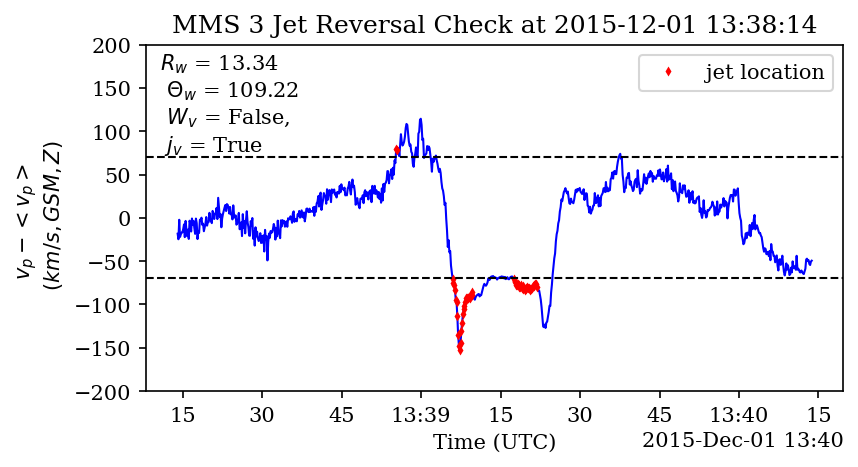 MMS 3 Jet Reversal Check at 2015-12-01 13:38:14
200
150
100
50
0
−50
−100
−150
−200
v_p − < v_p >
(km/s, GSM, Z)
R_w = 13.34
Θ_w = 109.22
W_v = False,
j_v = True
jet location
15 30 45 13:39 15 30 45 13:40 15
Time (UTC)
2015-Dec-01 13:40